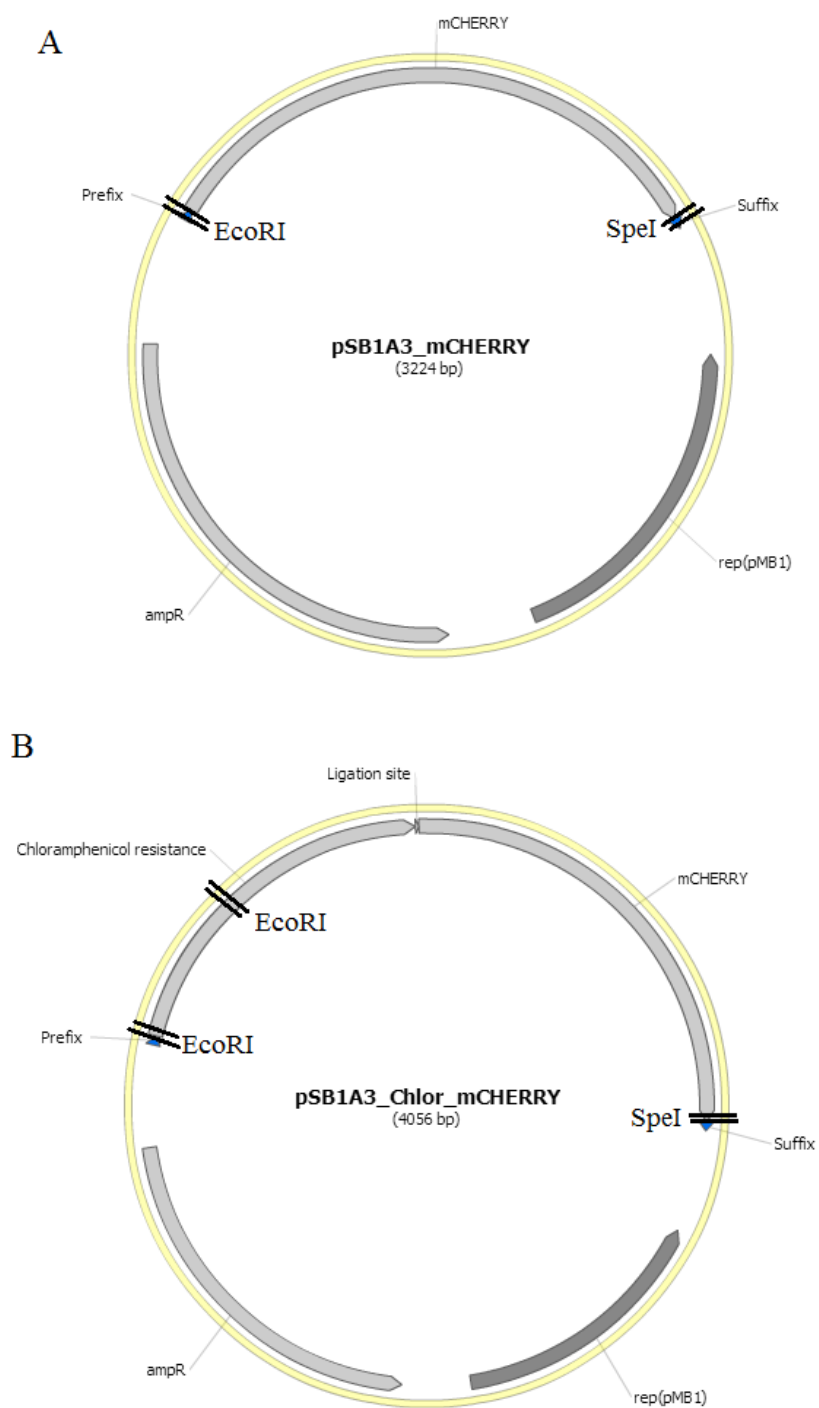 A
mCHERRY
Prefix
EcoRI
SpeI
Suffix
pSB1A3_mCHERRY
(3224 bp)
rep(pMB1)
ampR
B
Ligation site
Chloramphenicol resistance
mCHERRY
EcoRI
Prefix
EcoRI
pSB1A3_Chlor_mCHERRY
(4056 bp)
SpeI
Suffix
ampR
rep(pMB1)